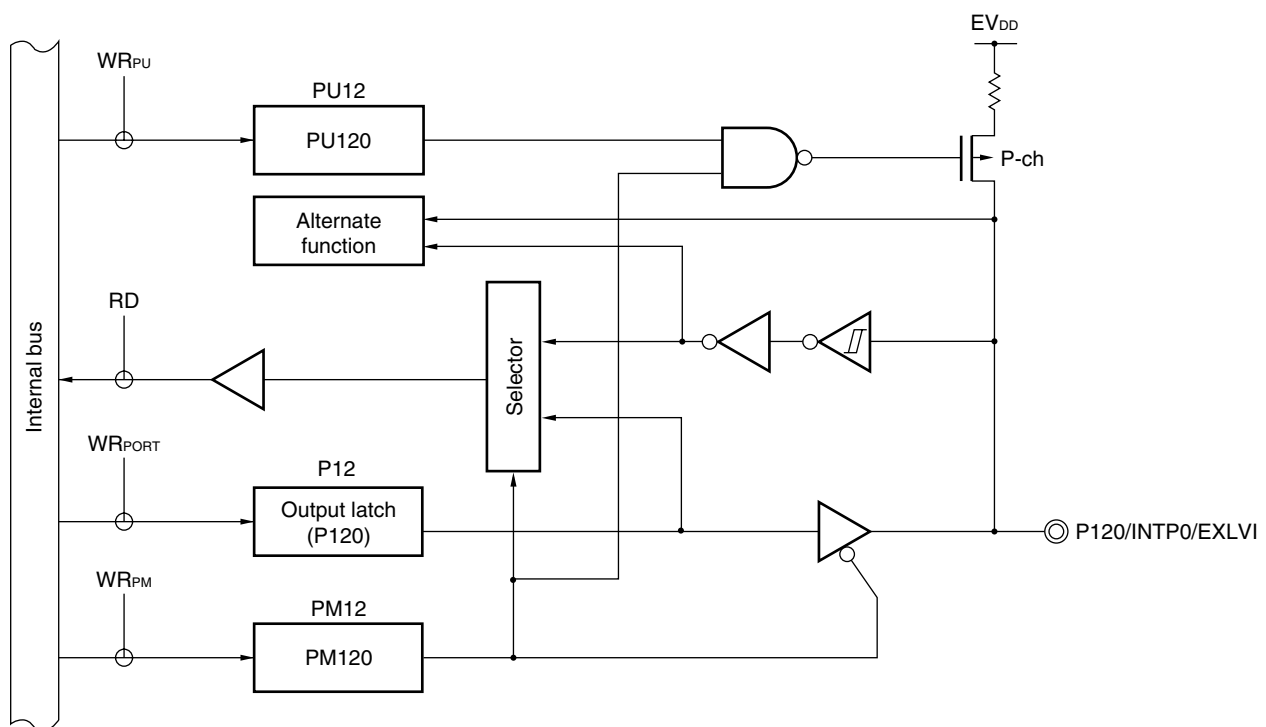 EVDD
WRPU
PU12
PU120
P-ch
Alternate
function
RD
Internal bus
Selector
WRPORT
P12
Output latch
(P120)
P120/INTP0/EXLVI
WRPM
PM12
PM120